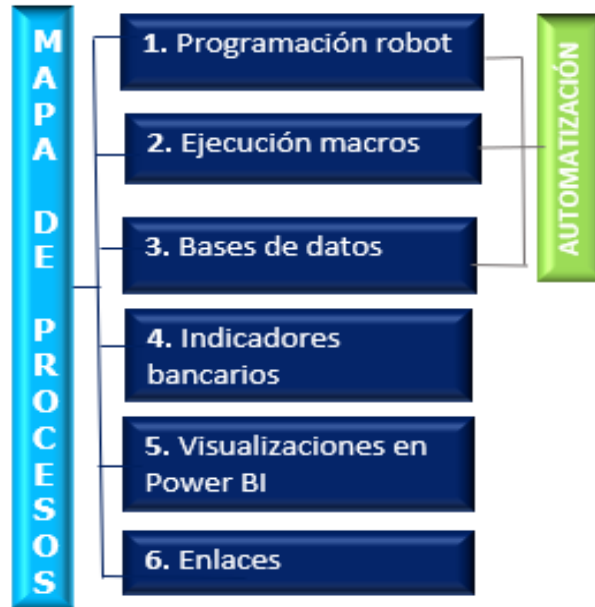 MAPA DE PROCESOS
1. Programación robot
2. Ejecución macros
3. Bases de datos
4. Indicadores
bancarios
5. Visualizaciones en
Power BI
6. Enlaces
AUTOMATIZACIÓN